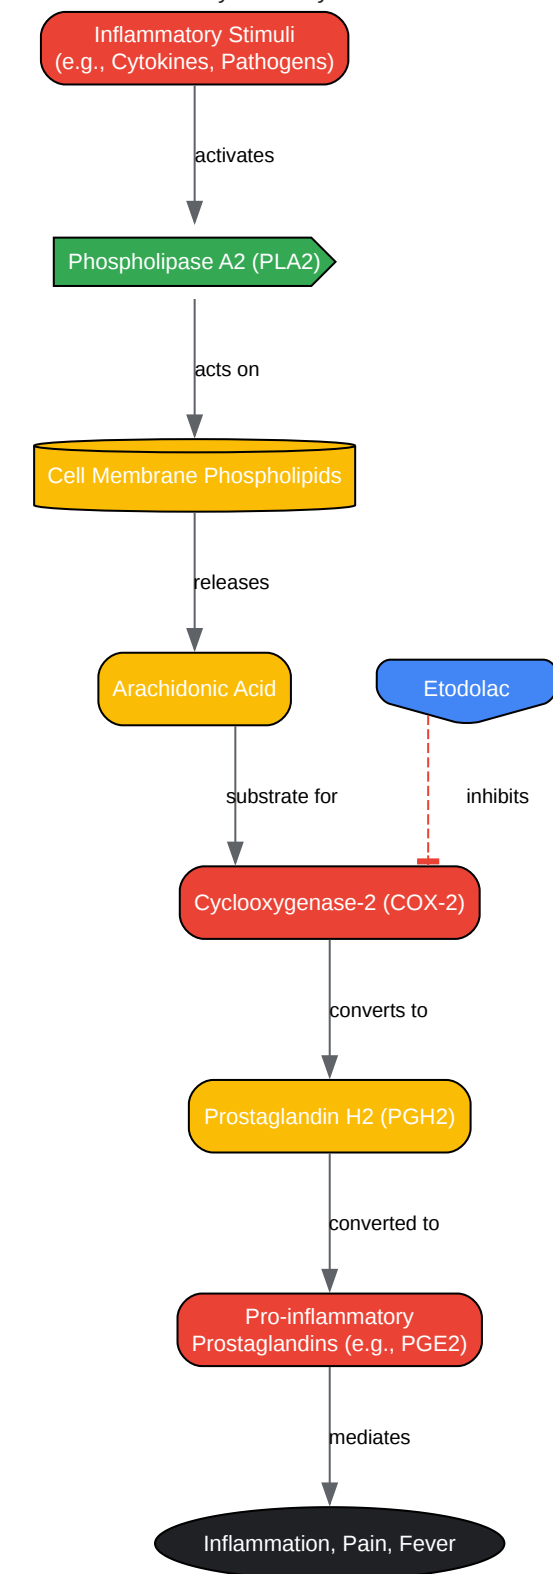 Inflammatory Stimuli
(e.g., Cytokines, Pathogens)
activates
Phospholipase A2 (PLA2)
acts on
Cell Membrane Phospholipids
releases
Arachidonic Acid
Etodolac
substrate for
inhibits
Cyclooxygenase-2 (COX-2)
converts to
Prostaglandin H2 (PGH2)
converted to
Pro-inflammatory
Prostaglandins (e.g., PGE2)
mediates
Inflammation, Pain, Fever